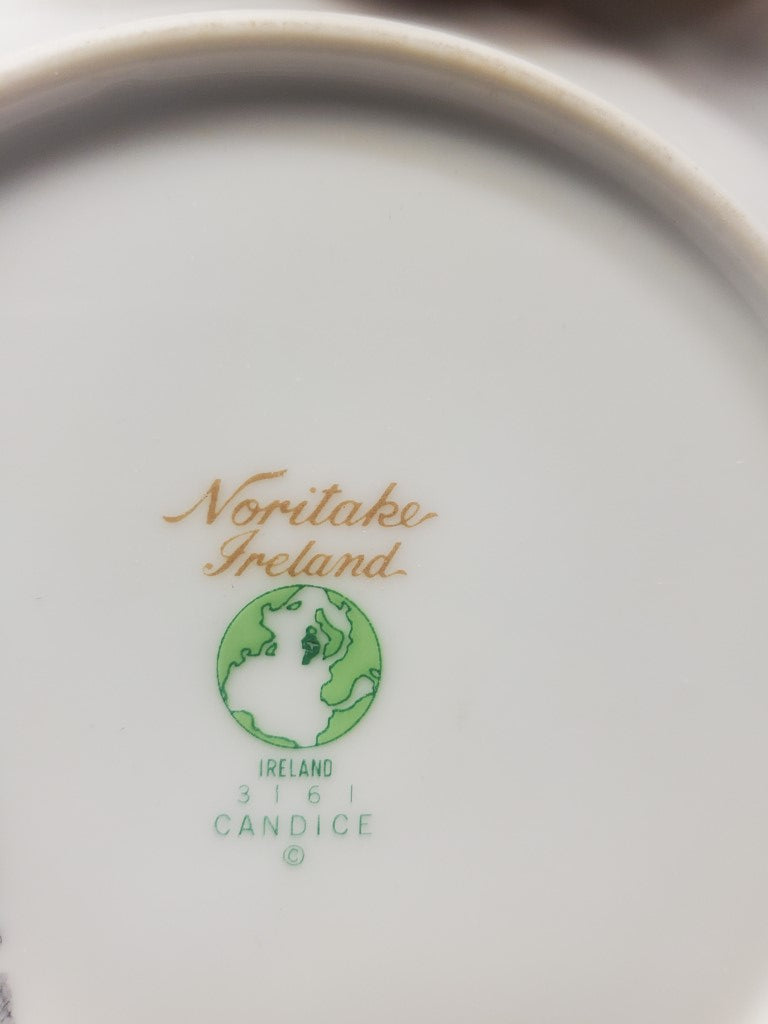 Noritake
Ireland
IRELAND
3161
CANDICE
©